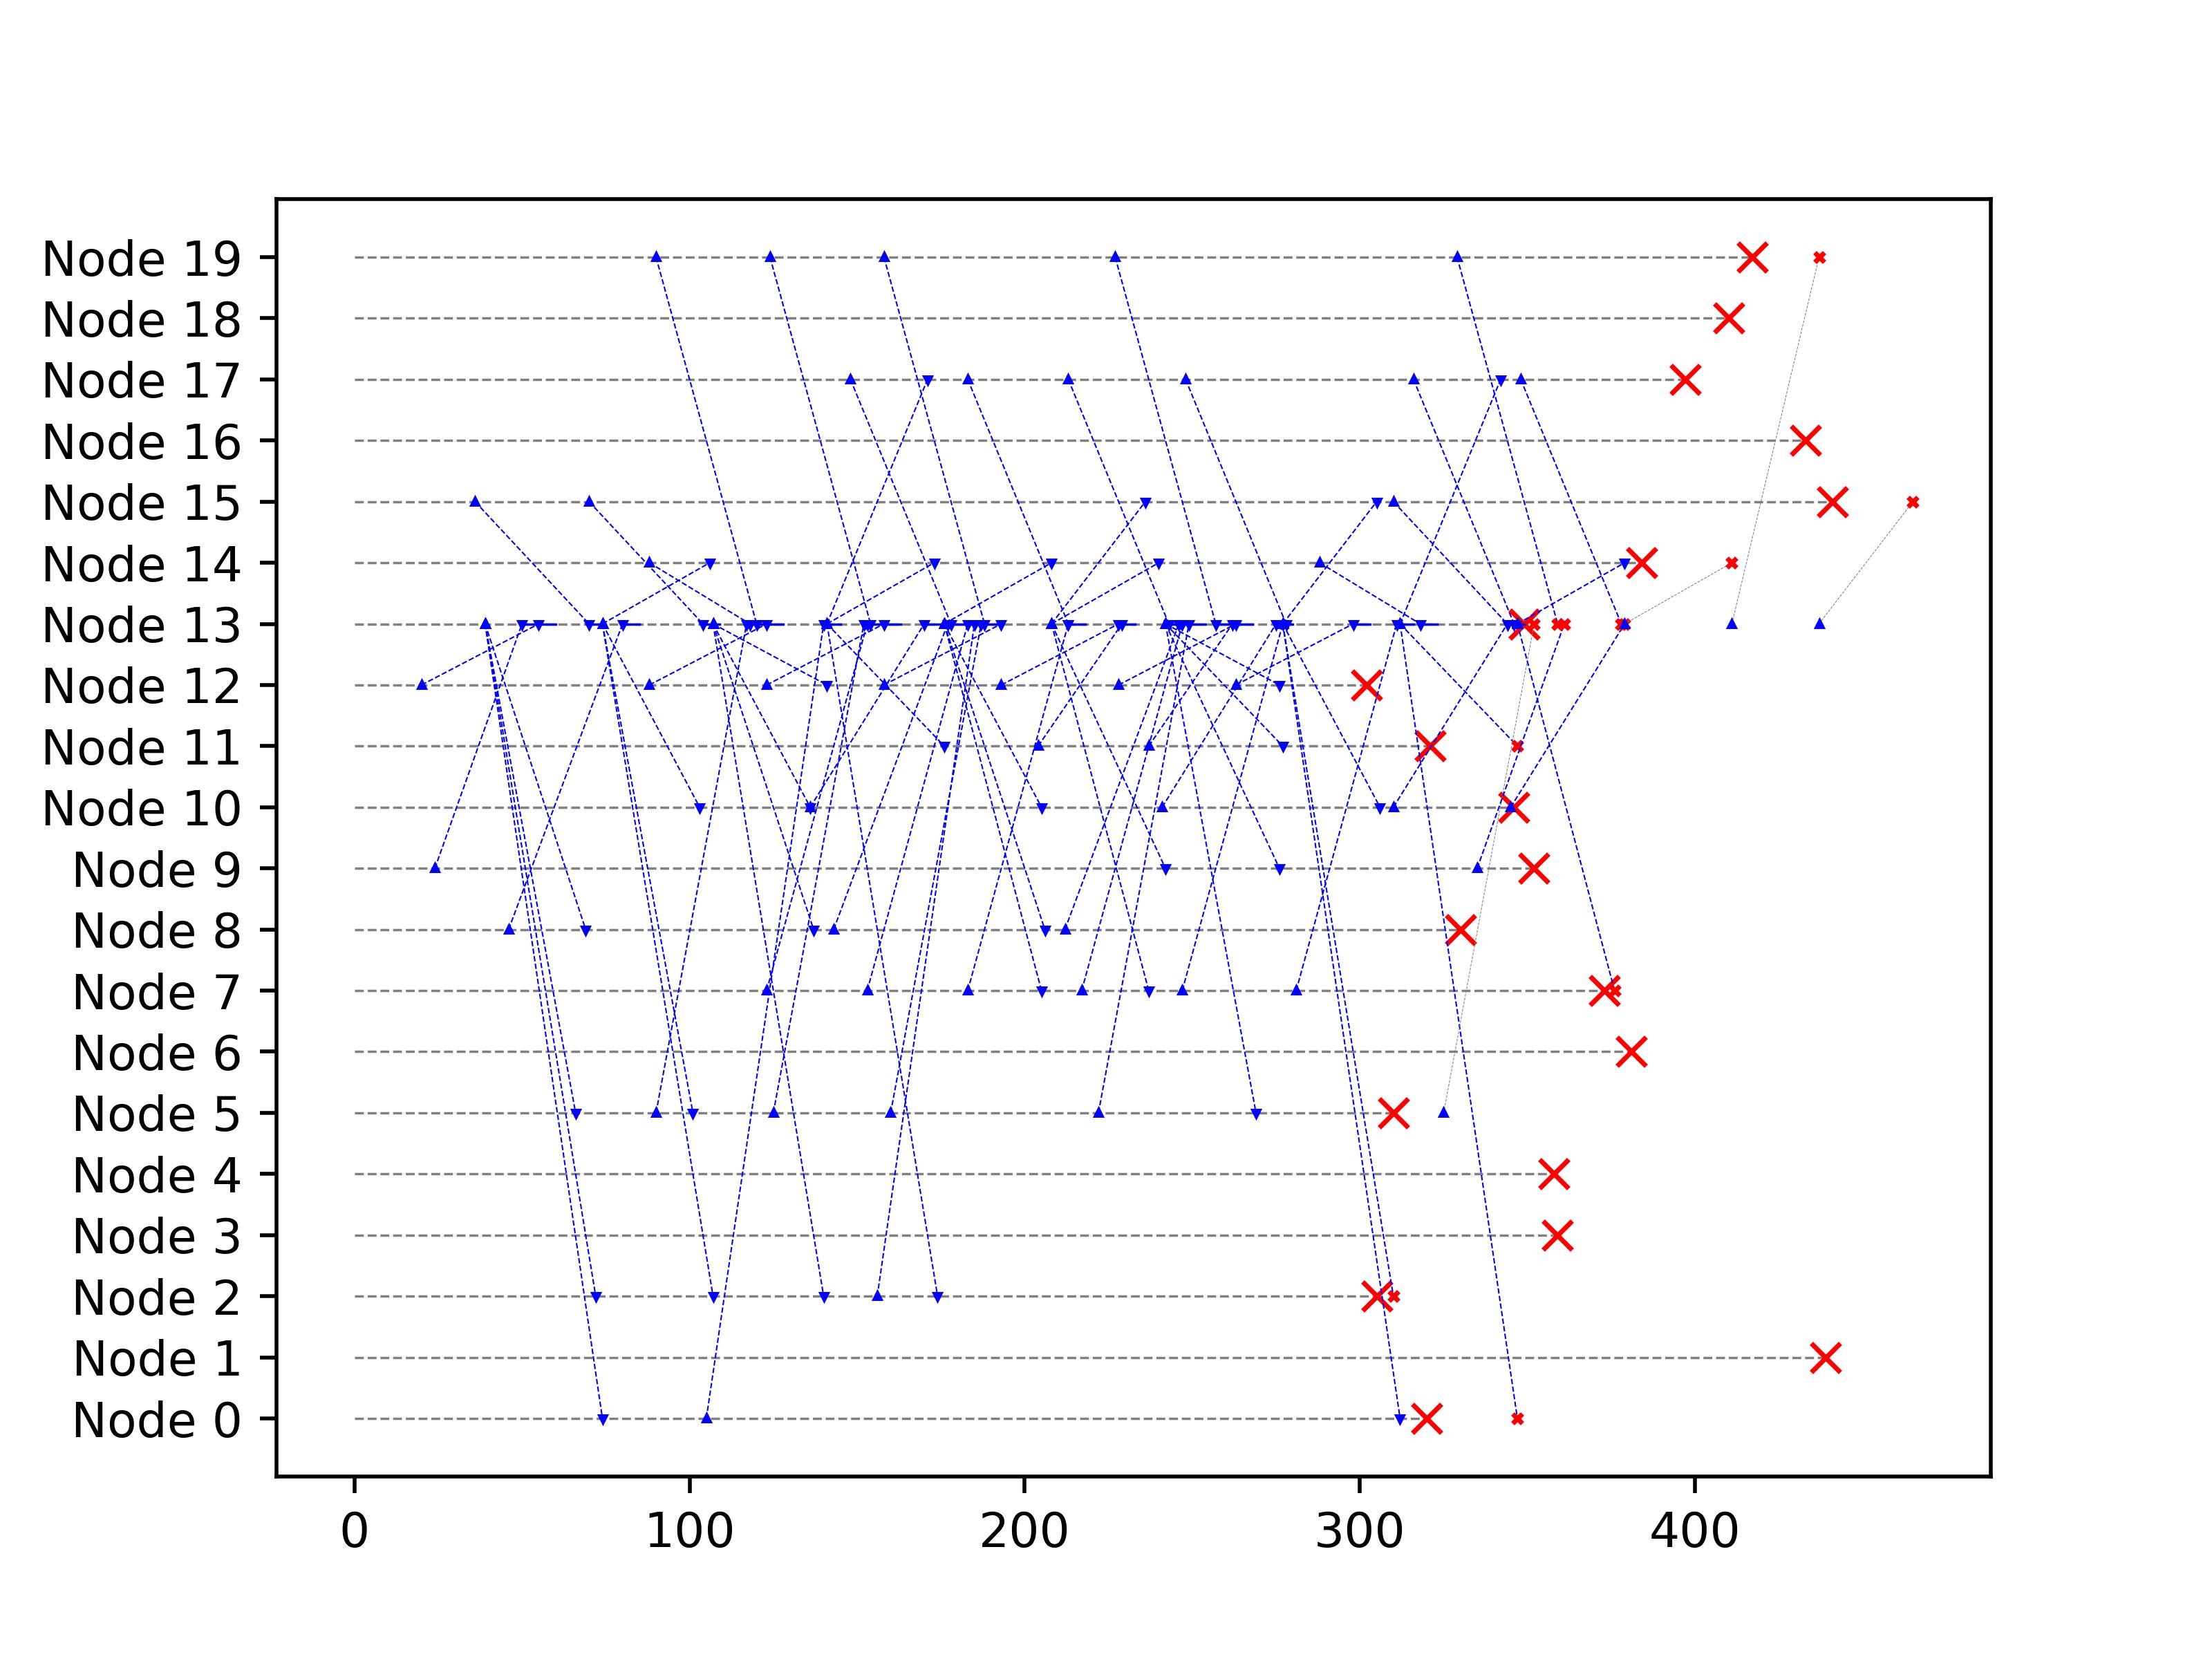 Node 19
Node 18
Node 17
Node 16
Node 15
Node 14
Node 13
Node 12
Node 11
Node 10
Node 9
Node 8
Node 7
Node 6
Node 5
Node 4
Node 3
Node 2
Node 1
Node 0
0 100 200 300 400